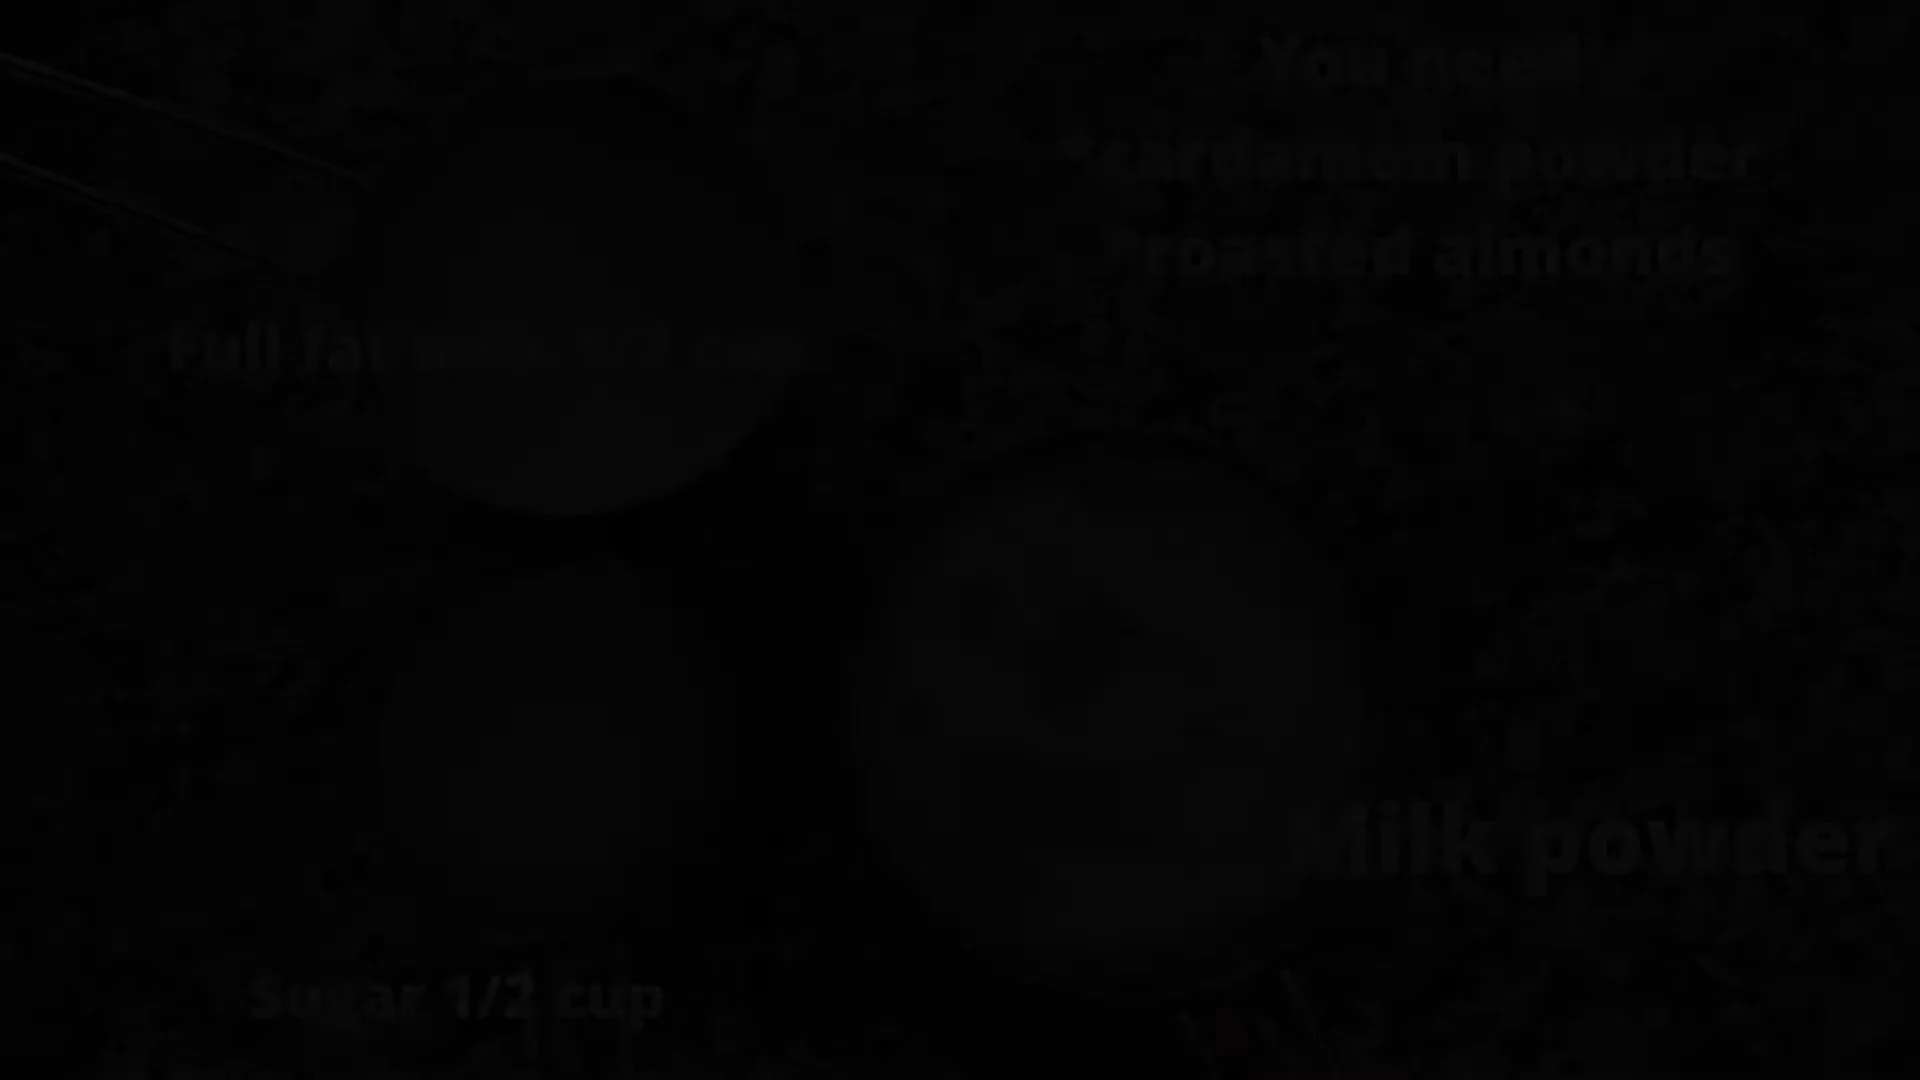 You need
*cardamom powder
*roasted almonds
Full fat milk 1/2 cup
Milk powder
Sugar 1/2 cup